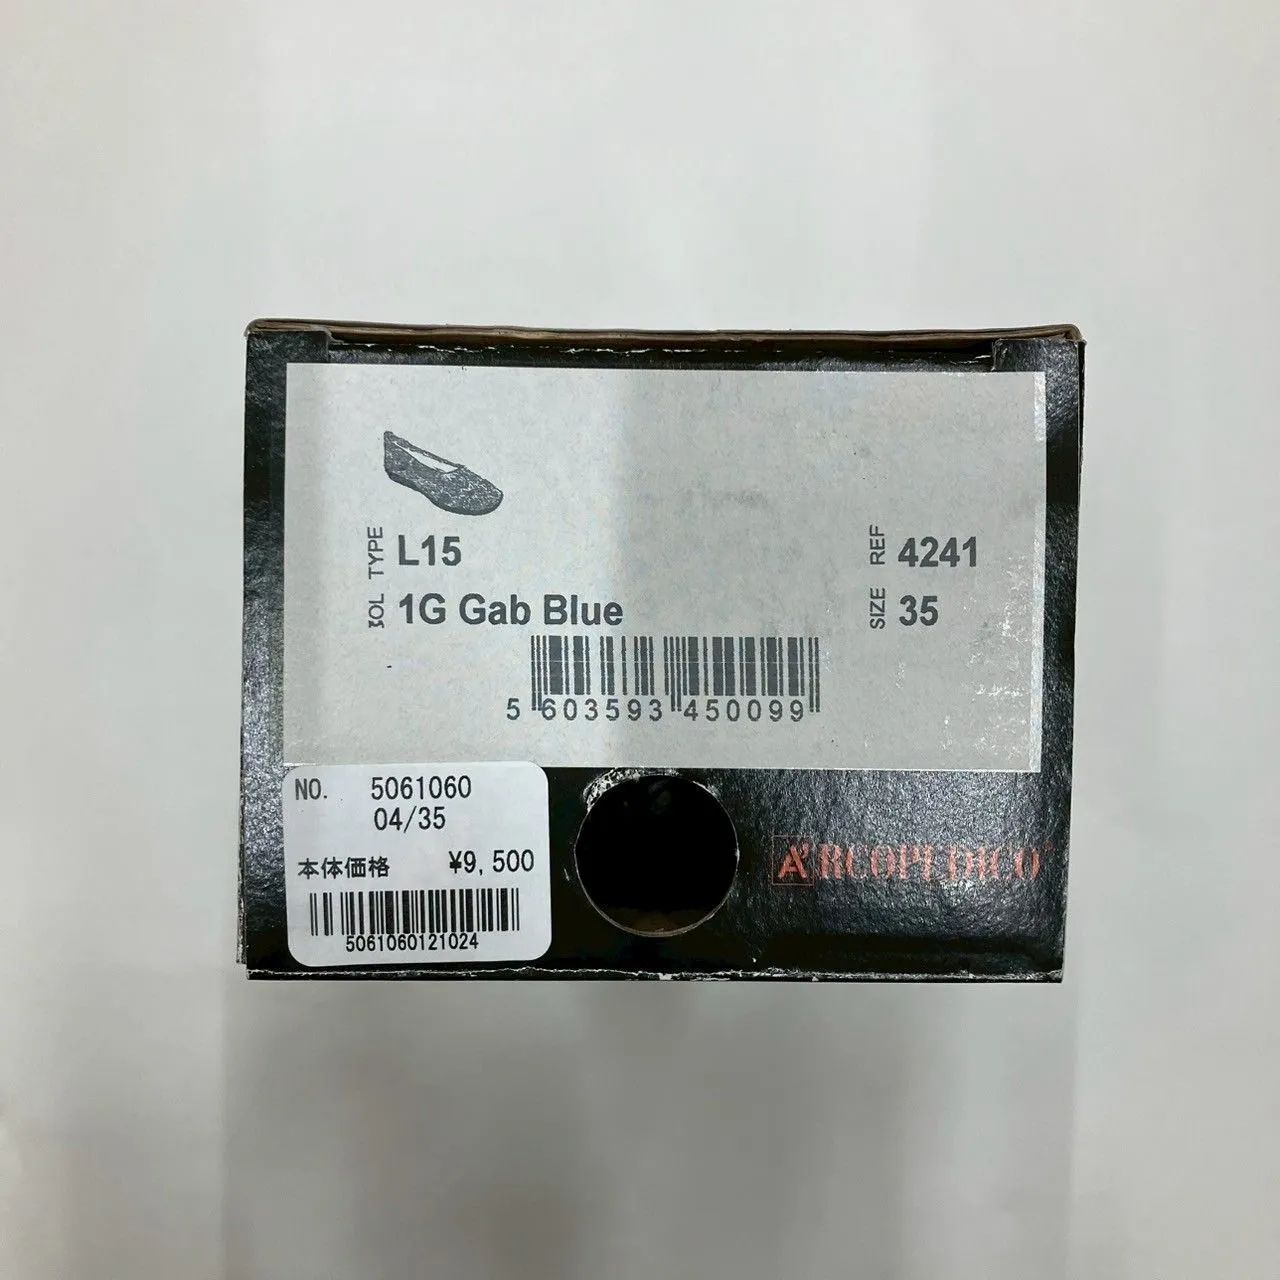 TYPE L15
COL 1G Gab Blue
REF 4241
SIZE 35
5 603593 450099
NO. 5061060
04/35
本体価格 ¥9,500
5061060121024
ARCOPEDICO